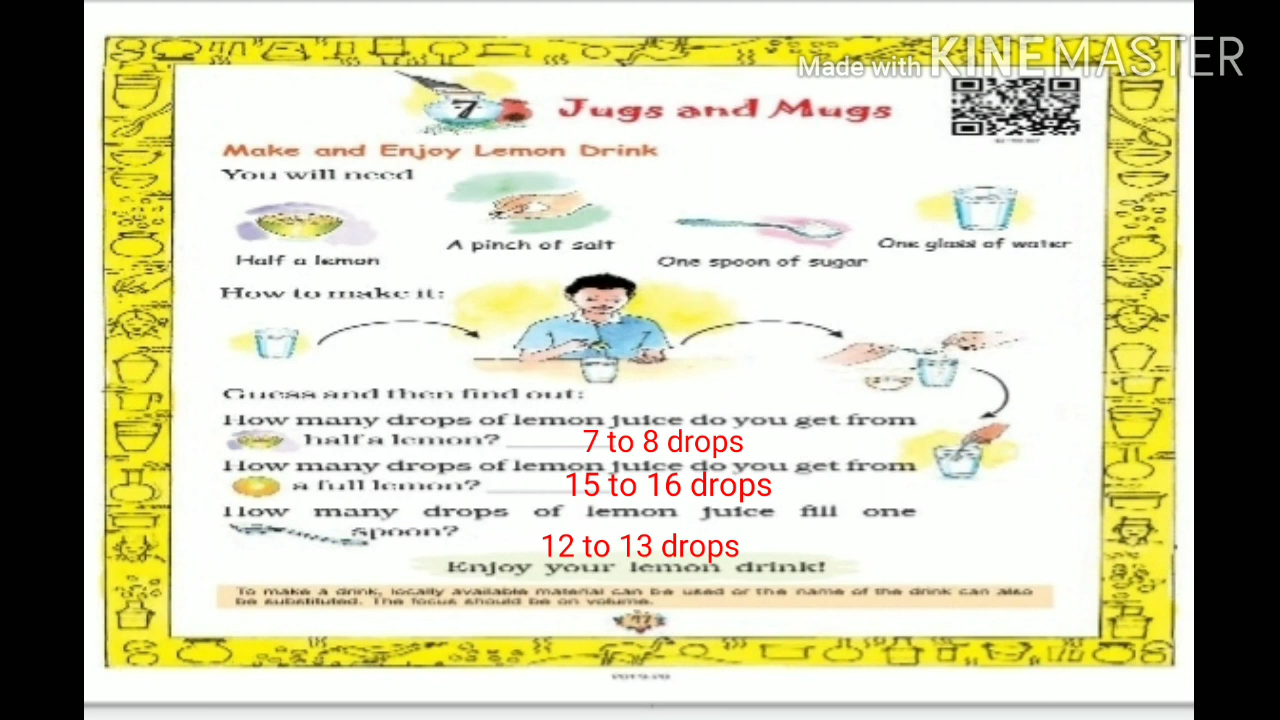 Made with KINEMASTER
7 Jugs and Mugs
Make and Enjoy Lemon Drink
You will need
Half a lemon
A pinch of salt
One spoon of sugar
One glass of water
How to make it:
Guess and then find out:
How many drops of lemon juice do you get from
half a lemon? 7 to 8 drops
How many drops of lemon juice do you get from
a full lemon? 15 to 16 drops
How many drops of lemon juice fill one
spoon?
12 to 13 drops
Enjoy your lemon drink!
To make a drink, locally available material can be used or the name of the drink can also
be substituted. The focus should be on volume.